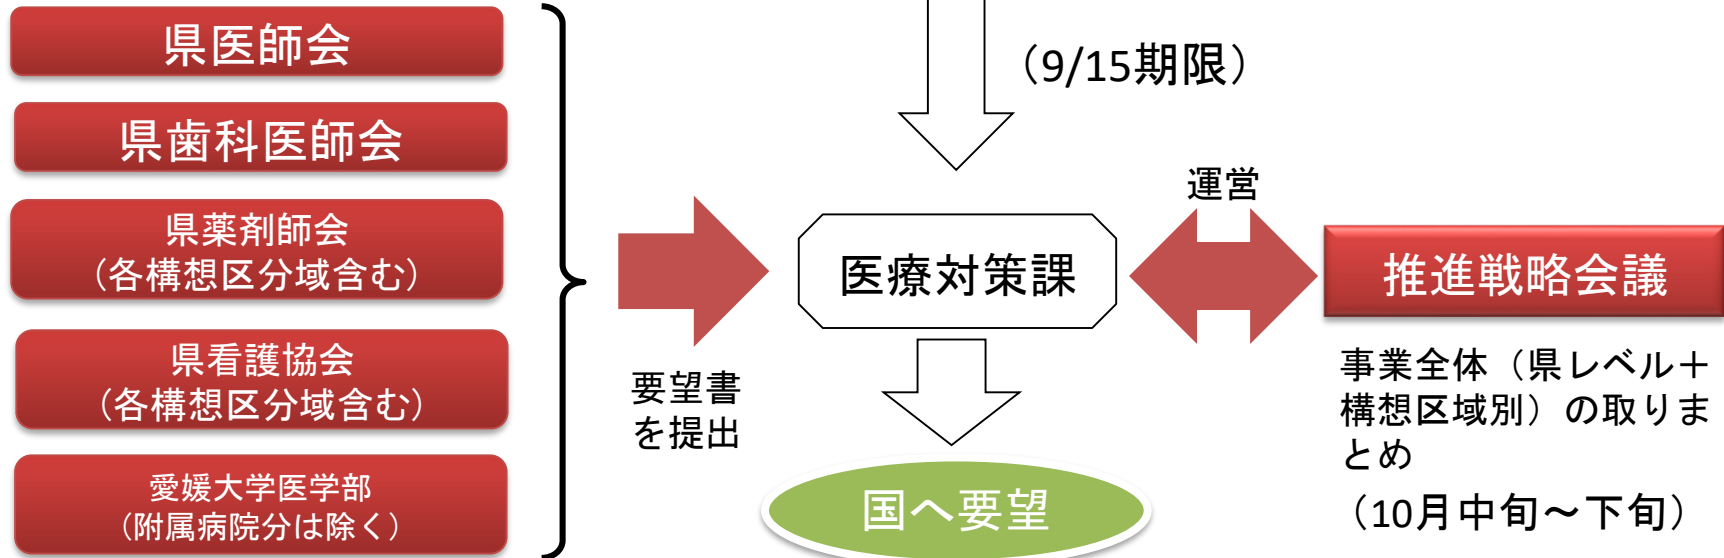 県医師会
県歯科医師会
県薬剤師会
（各構想区分域含む）
県看護協会
（各構想区分域含む）
愛媛大学医学部
（附属病院分は除く）
要望書
を提出
（9/15期限）
医療対策課
国へ要望
運営
推進戦略会議
事業全体（県レベル＋
構想区域別）の取りま
とめ
（10月中旬～下旬）